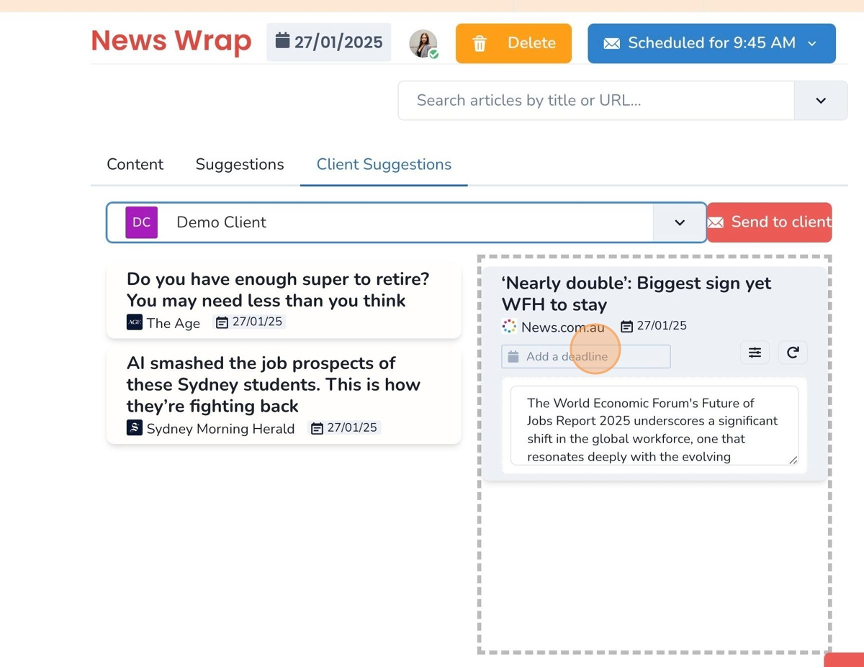 News Wrap
27/01/2025
Delete
Scheduled for 9:45 AM
Search articles by title or URL...
Content
Suggestions
Client Suggestions
DC
Demo Client
Send to client
Do you have enough super to retire?
You may need less than you think
AGE
The Age
27/01/25
AI smashed the job prospects of
these Sydney students. This is how
they’re fighting back
Sydney Morning Herald
27/01/25
‘Nearly double’: Biggest sign yet
WFH to stay
News.com.au
27/01/25
Add a deadline
The World Economic Forum's Future of
Jobs Report 2025 underscores a significant
shift in the global workforce, one that
resonates deeply with the evolving